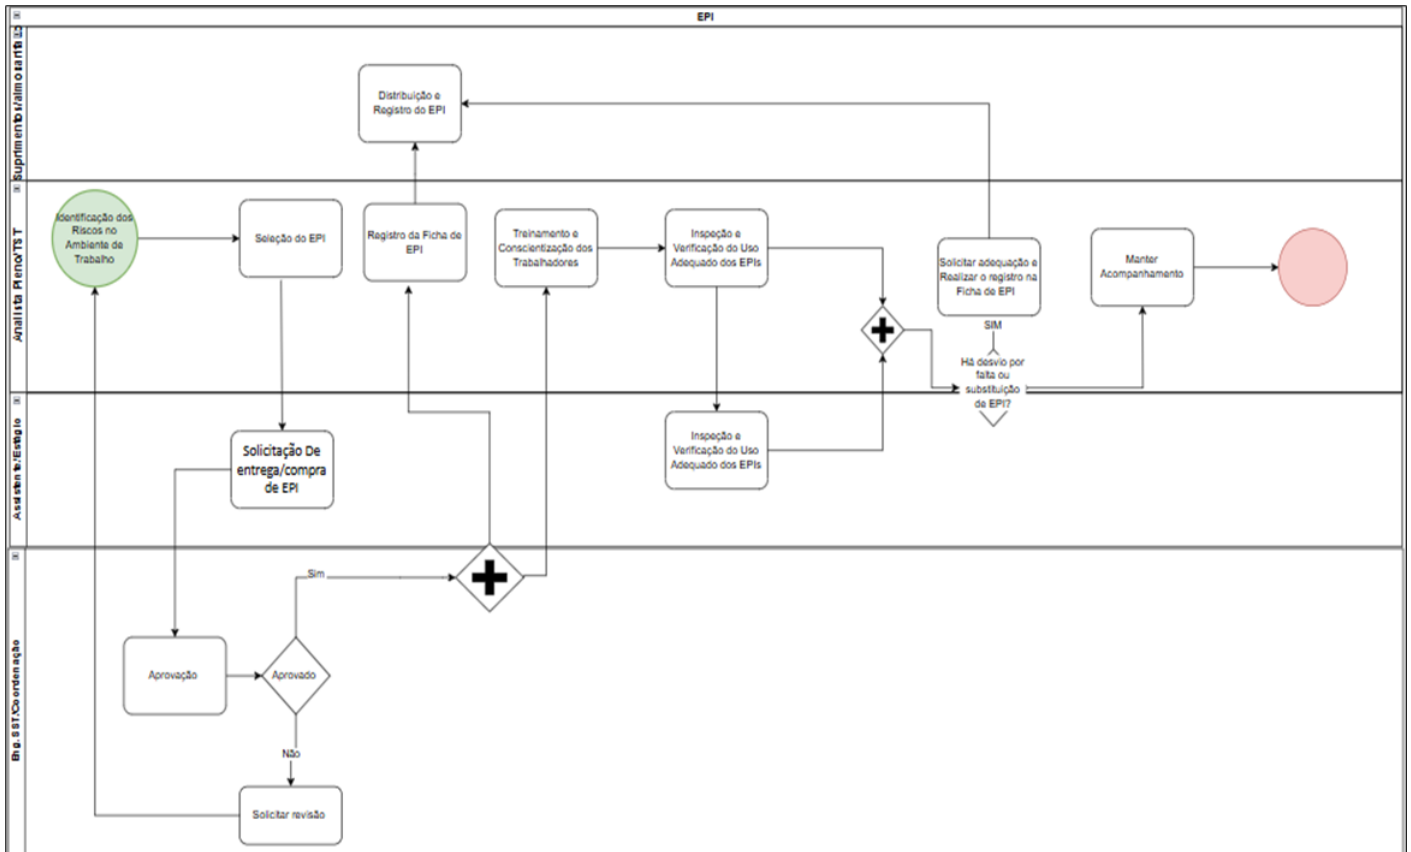 EPI
Suprimentos/almoxarifado
Distribuição e
Registro do EPI
Analista Pleno/TST
Identificação dos
Riscos no
Ambiente de
Trabalho
Seleção do EPI
Registro da Ficha de
EPI
Treinamento e
Conscientização dos
Trabalhadores
Inspeção e
Verificação do Uso
Adequado dos EPIs
Solicitar adequação e
Realizar o registro na
Ficha de EPI
SIM
Há desvio por
falta ou
substituição
de EPI?
Manter
Acompanhamento
Assistente/Estágio
Solicitação De
entrega/compra
de EPI
Inspeção e
Verificação do Uso
Adequado dos EPIs
Eng. SST/Coordenação
Sim
Aprovação
Aprovado
Não
Solicitar revisão